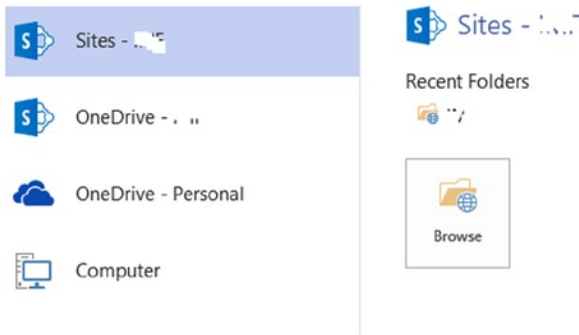 Sites -
OneDrive -
OneDrive - Personal
Computer
Sites -
Recent Folders
Browse